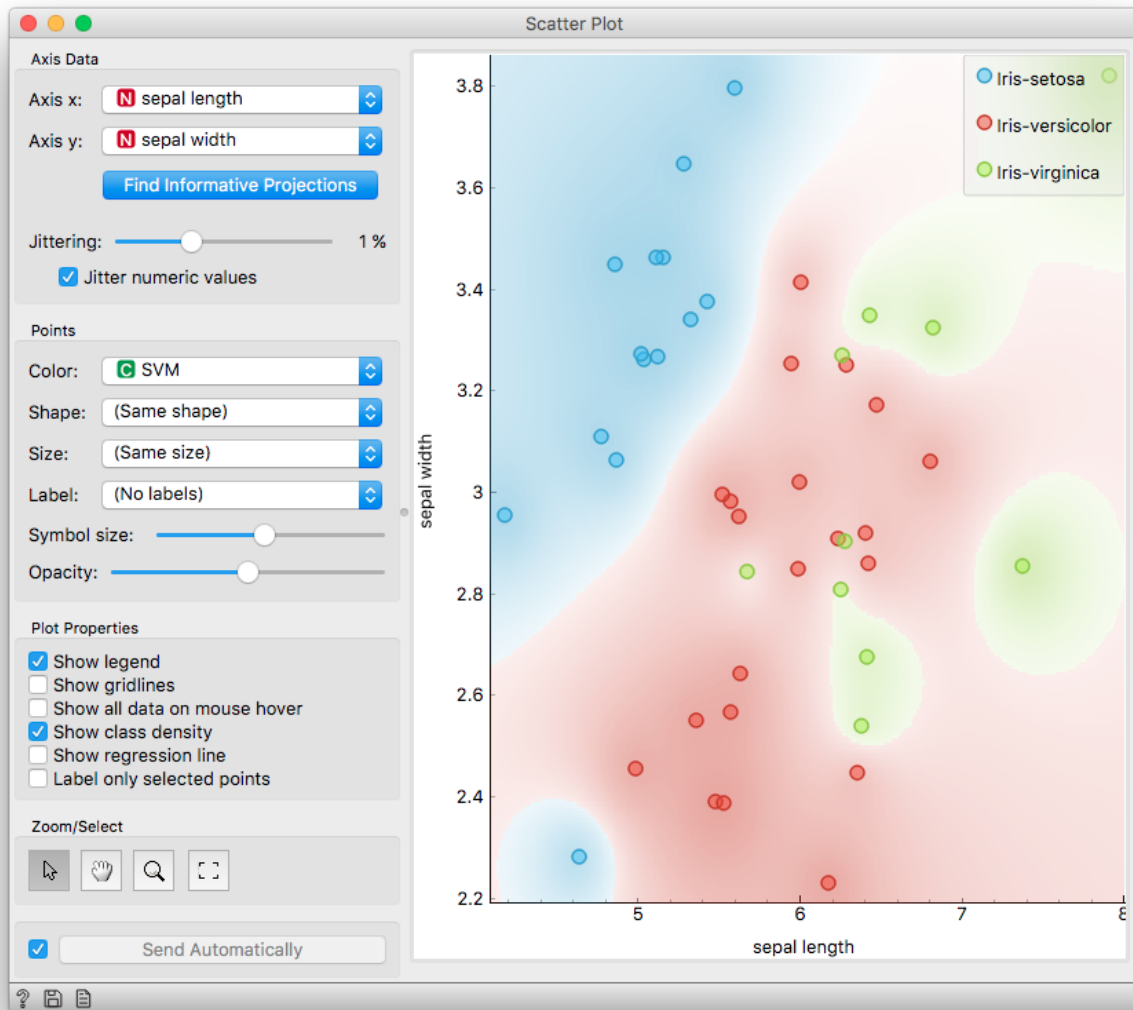 Scatter Plot
Axis Data
Axis x: N sepal length
Axis y: N sepal width
Find Informative Projections
Jittering: 1 %
Jitter numeric values
Points
Color: C SVM
Shape: (Same shape)
Size: (Same size)
Label: (No labels)
Symbol size:
Opacity:
Plot Properties
Show legend
Show gridlines
Show all data on mouse hover
Show class density
Show regression line
Label only selected points
Zoom/Select
Send Automatically
?
sepal width
3.8
3.6
3.4
3.2
3
2.8
2.6
2.4
2.2
5 6 7 8
sepal length
Iris-setosa
Iris-versicolor
Iris-virginica